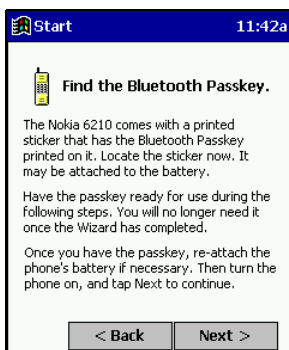 Start 11:42a
Find the Bluetooth Passkey.
The Nokia 6210 comes with a printed
sticker that has the Bluetooth Passkey
printed on it. Locate the sticker now. It
may be attached to the battery.
Have the passkey ready for use during the
following steps. You will no longer need it
once the Wizard has completed.
Once you have the passkey, re-attach the
phone's battery if necessary. Then turn the
phone on, and tap Next to continue.
< Back Next >